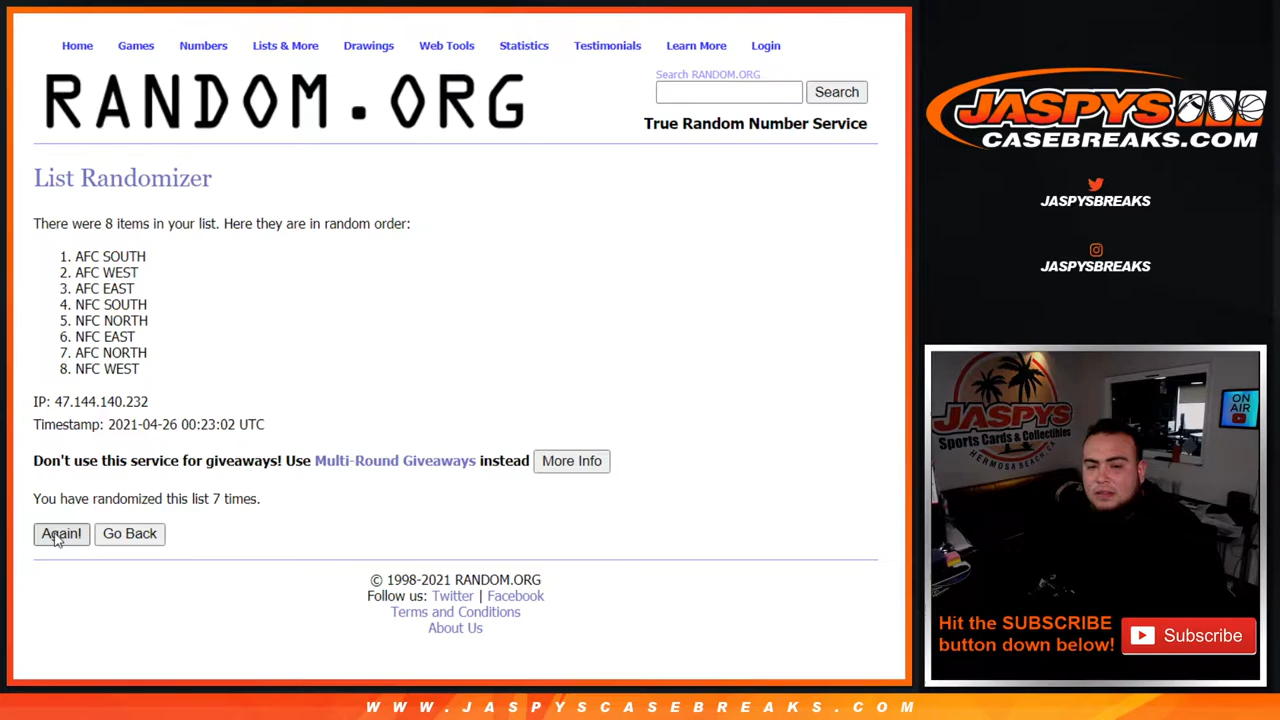 Home Games Numbers Lists & More Drawings Web Tools Statistics Testimonials Learn More Login
RANDOM.ORG
Search RANDOM.ORG
Search
True Random Number Service
List Randomizer
There were 8 items in your list. Here they are in random order:
1. AFC SOUTH
2. AFC WEST
3. AFC EAST
4. NFC SOUTH
5. NFC NORTH
6. NFC EAST
7. AFC NORTH
8. NFC WEST
IP: 47.144.140.232
Timestamp: 2021-04-26 00:23:02 UTC
Don't use this service for giveaways! Use Multi-Round Giveaways instead More Info
You have randomized this list 7 times.
Again! Go Back
© 1998-2021 RANDOM.ORG
Follow us: Twitter | Facebook
Terms and Conditions
About Us
JASPYS
CASEBREAKS.COM
JASPYSBREAKS
JASPYSBREAKS
JASPYS
Sports Cards & Collectibles
HERMOSA BEACH, CA
ON
AIR
Hit the SUBSCRIBE
button down below!
Subscribe
WWW.JASPYSCASEBREAKS.COM